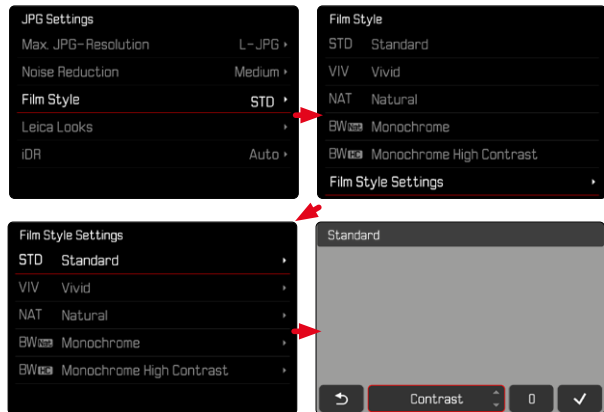 JPG Settings
Max. JPG-Resolution L-JPG
Noise Reduction Medium
Film Style STD
Leica Looks
iDR Auto
Film Style
STD Standard
VIV Vivid
NAT Natural
BW Monochrome
BW HC Monochrome High Contrast
Film Style Settings
Film Style Settings
STD Standard
VIV Vivid
NAT Natural
BW Monochrome
BW HC Monochrome High Contrast
Standard
Contrast 0